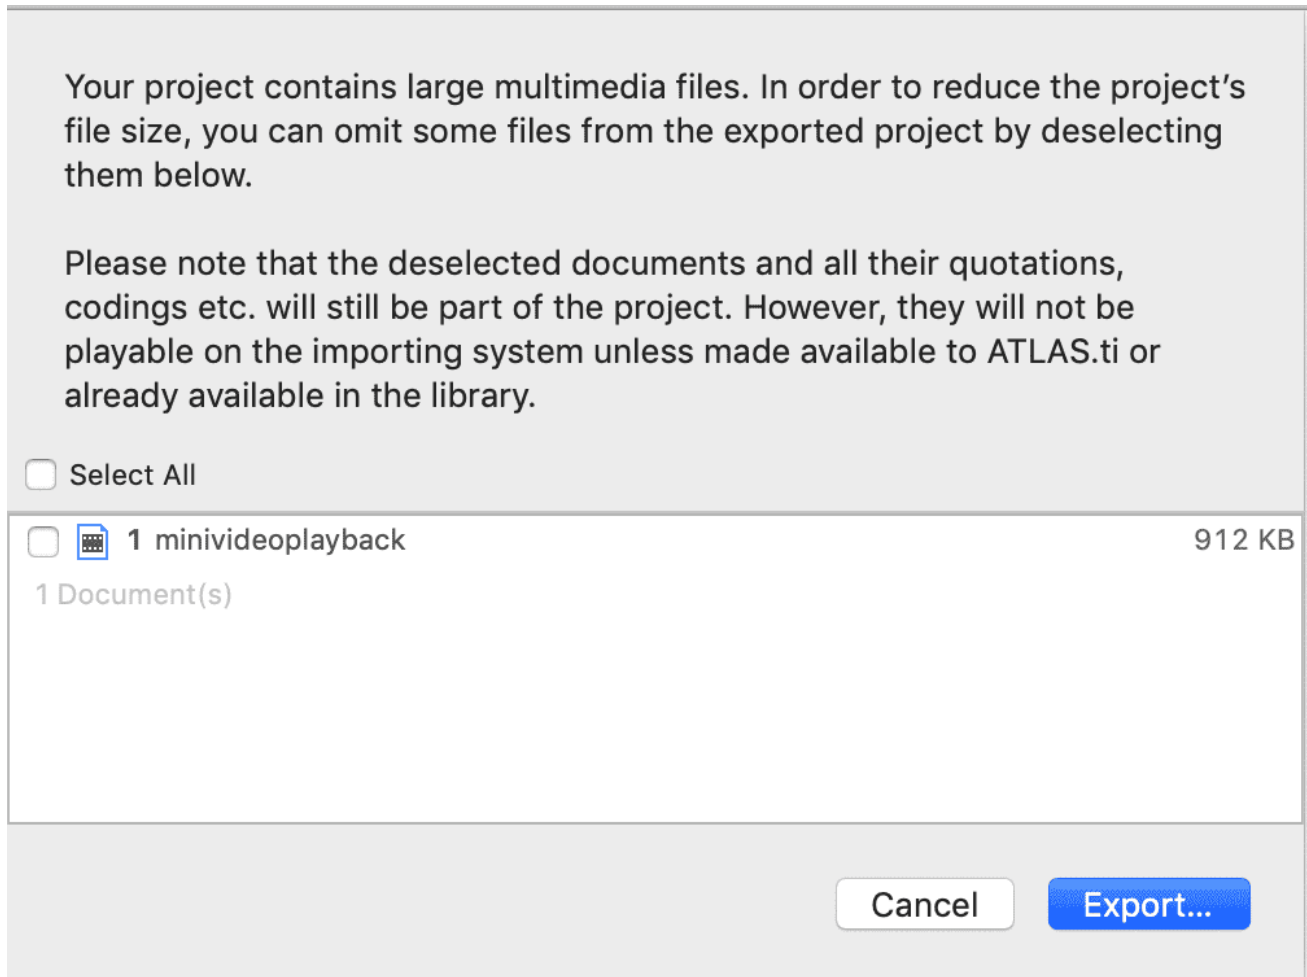 Your project contains large multimedia files. In order to reduce the project’s
file size, you can omit some files from the exported project by deselecting
them below.
Please note that the deselected documents and all their quotations,
codings etc. will still be part of the project. However, they will not be
playable on the importing system unless made available to ATLAS.ti or
already available in the library.
Select All
1 minivideoplayback 912 KB
1 Document(s)
Cancel Export...